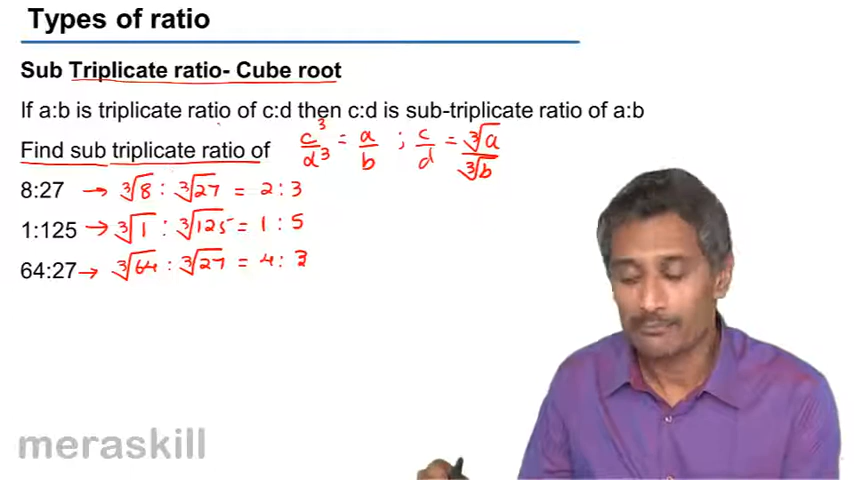 Types of ratio
Sub Triplicate ratio- Cube root
If a:b is triplicate ratio of c:d then c:d is sub-triplicate ratio of a:b
Find sub triplicate ratio of c³/d³ = a/b ; c/d = ∛a/∛b
8:27 → ∛8 : ∛27 = 2 : 3
1:125 → ∛1 : ∛125 = 1 : 5
64:27 → ∛64 : ∛27 = 4 : 3
meraskill